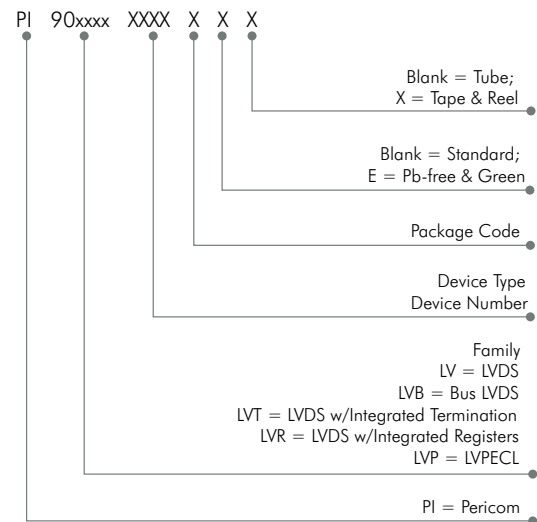 PI 90xxxx XXXX X X X
Blank = Tube;
X = Tape & Reel
Blank = Standard;
E = Pb-free & Green
Package Code
Device Type
Device Number
Family
LV = LVDS
LVB = Bus LVDS
LVT = LVDS w/Integrated Termination
LVR = LVDS w/Integrated Registers
LVP = LVPECL
PI = Pericom